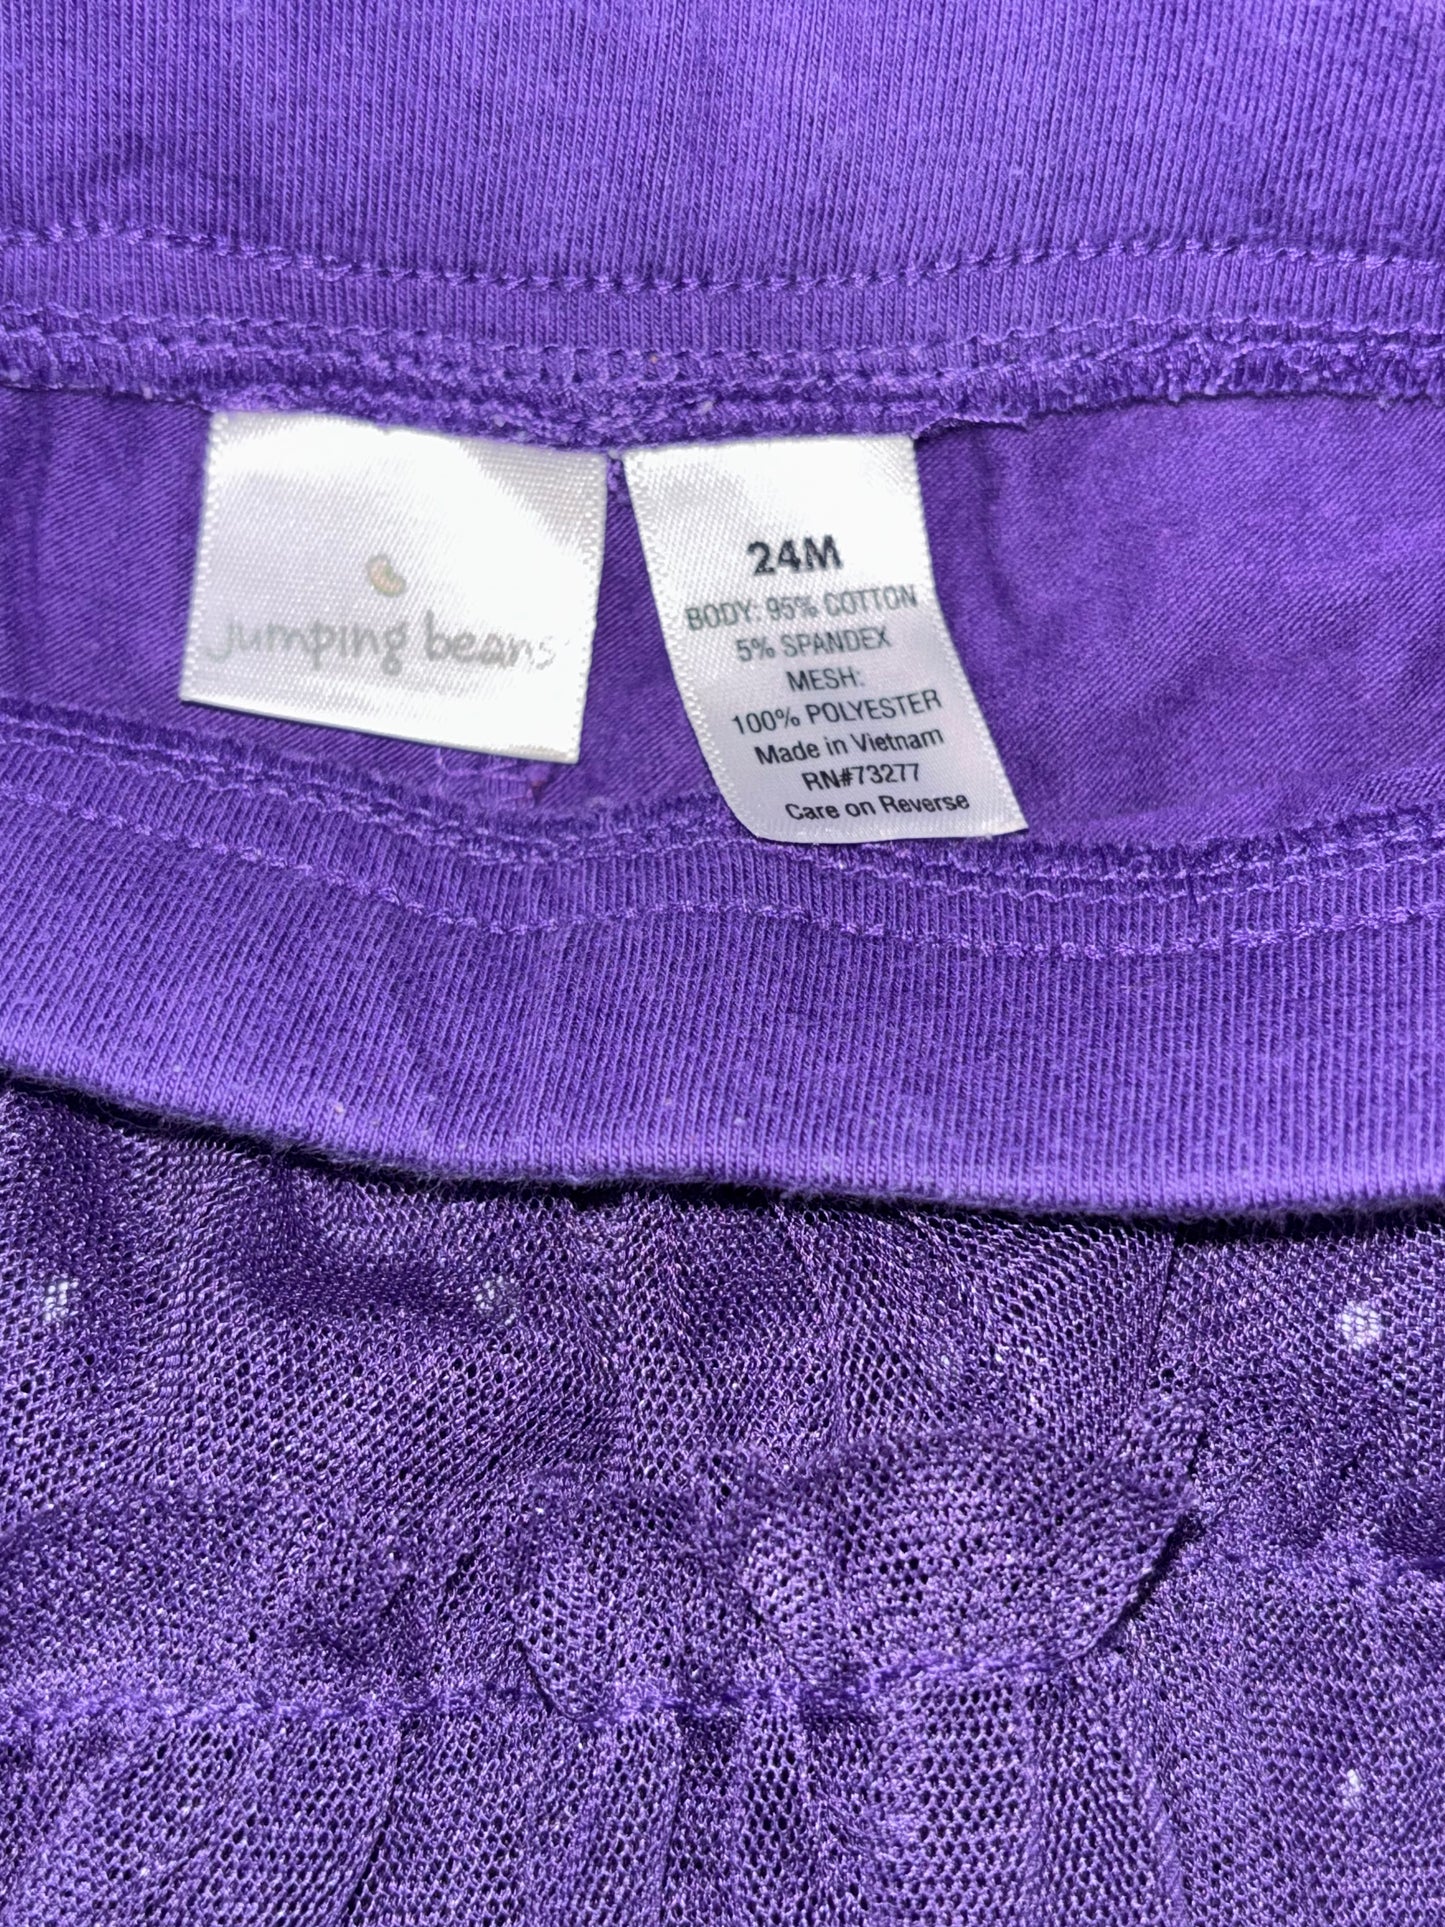 jumping beans
24M
BODY: 95% COTTON
5% SPANDEX
MESH:
100% POLYESTER
Made in Vietnam
RN#73277
Care on Reverse